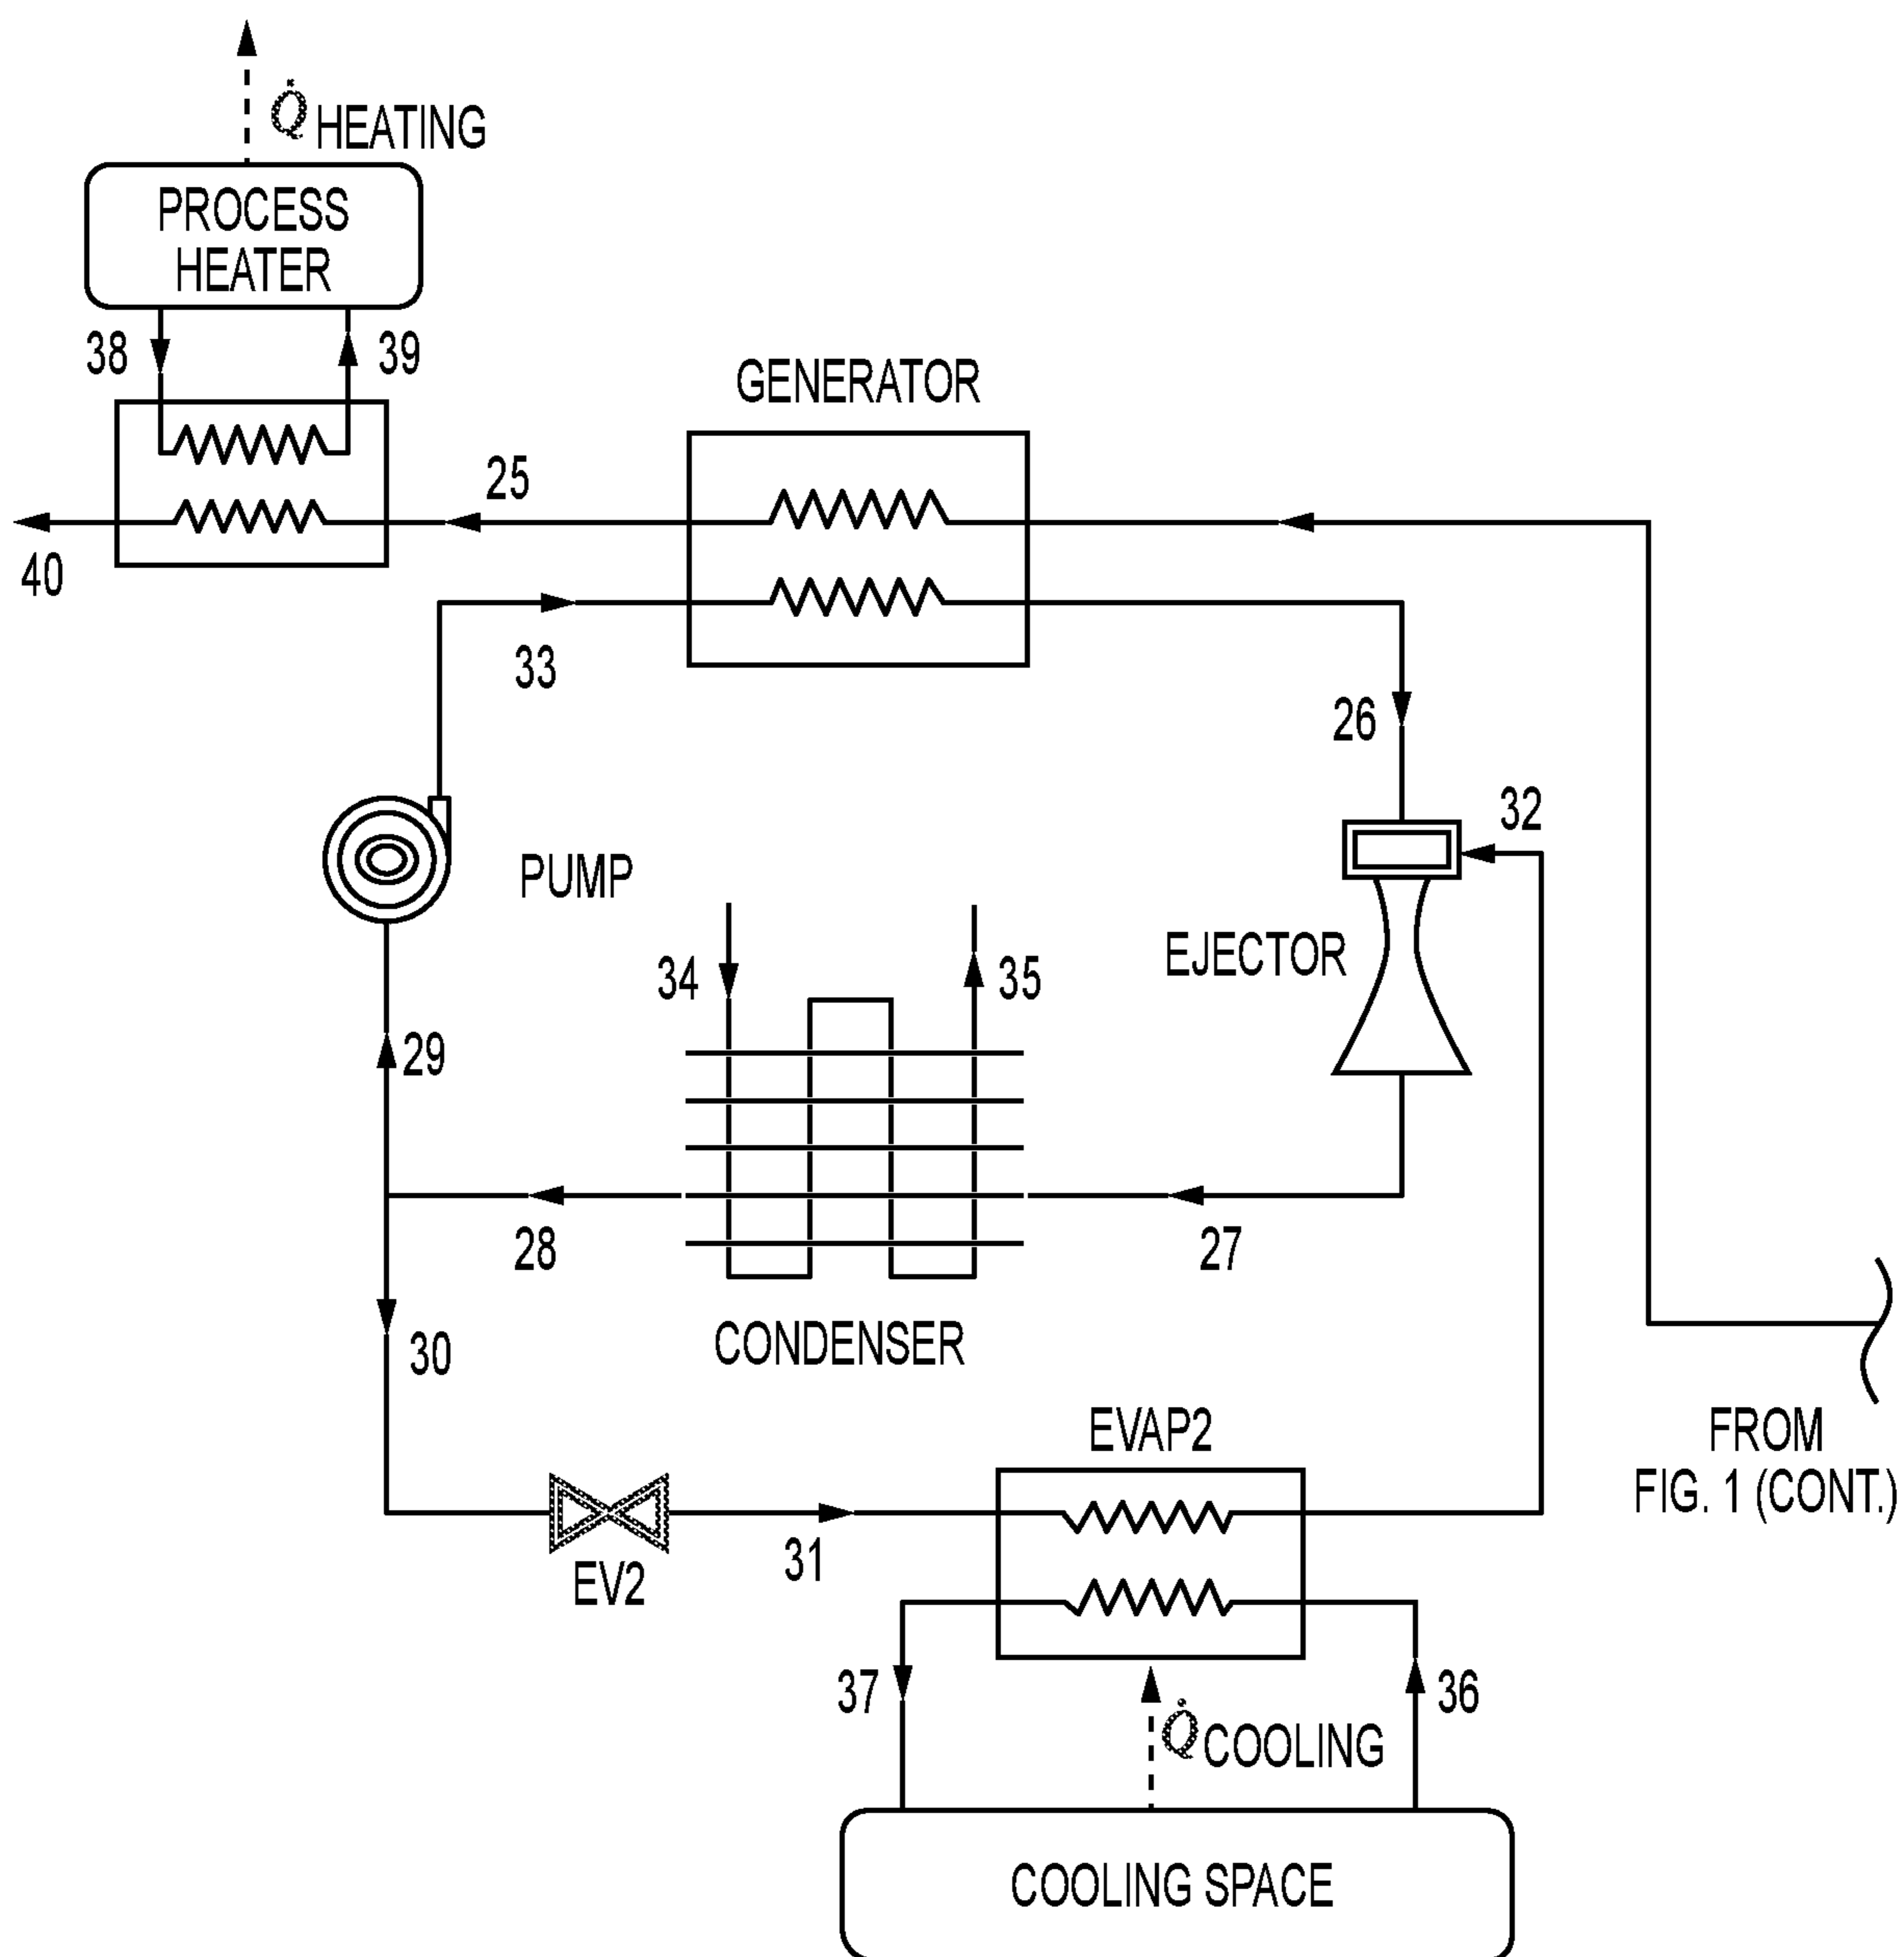 Q̇ HEATING
PROCESS
HEATER
38
39
GENERATOR
25
40
33
26
32
PUMP
EJECTOR
34
35
29
28
27
CONDENSER
30
EVAP2
FROM
FIG. 1 (CONT.)
31
EV2
37
36
Q̇ COOLING
COOLING SPACE